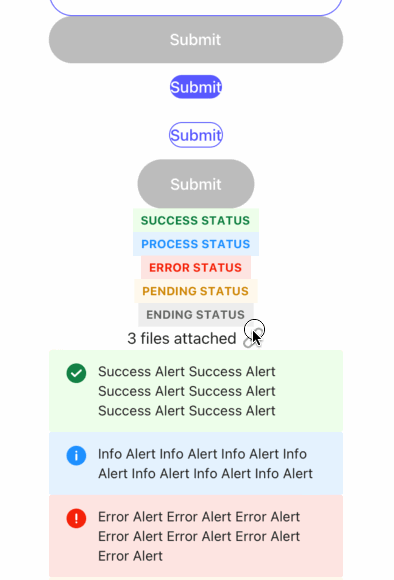 Submit
Submit
Submit
Submit
SUCCESS STATUS
PROCESS STATUS
ERROR STATUS
PENDING STATUS
ENDING STATUS
3 files attached
Success Alert Success Alert
Success Alert Success Alert
Success Alert Success Alert
Info Alert Info Alert Info Alert Info
Alert Info Alert Info Alert Info Alert
Error Alert Error Alert Error Alert
Error Alert Error Alert Error Alert
Error Alert